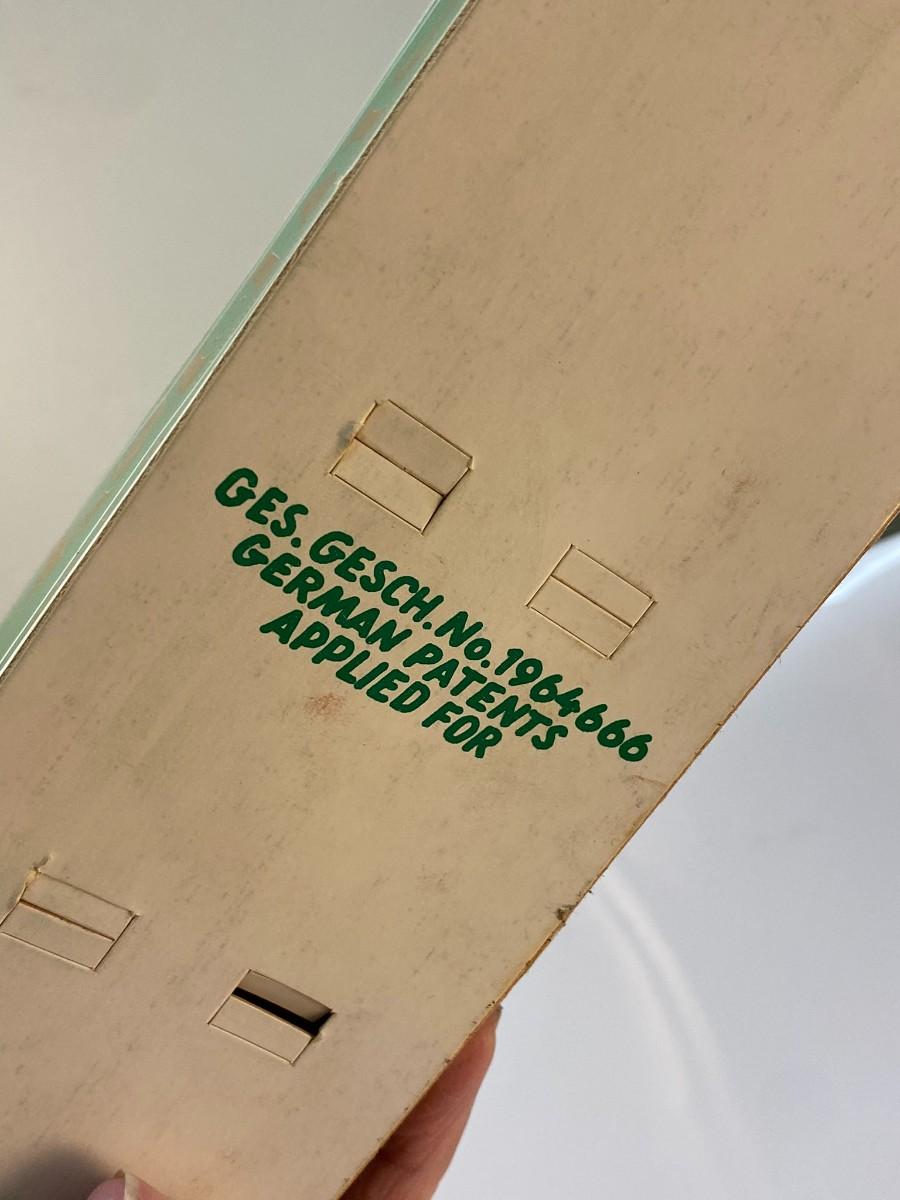 GES. GESCH. No. 1964666
GERMAN PATENTS
APPLIED FOR